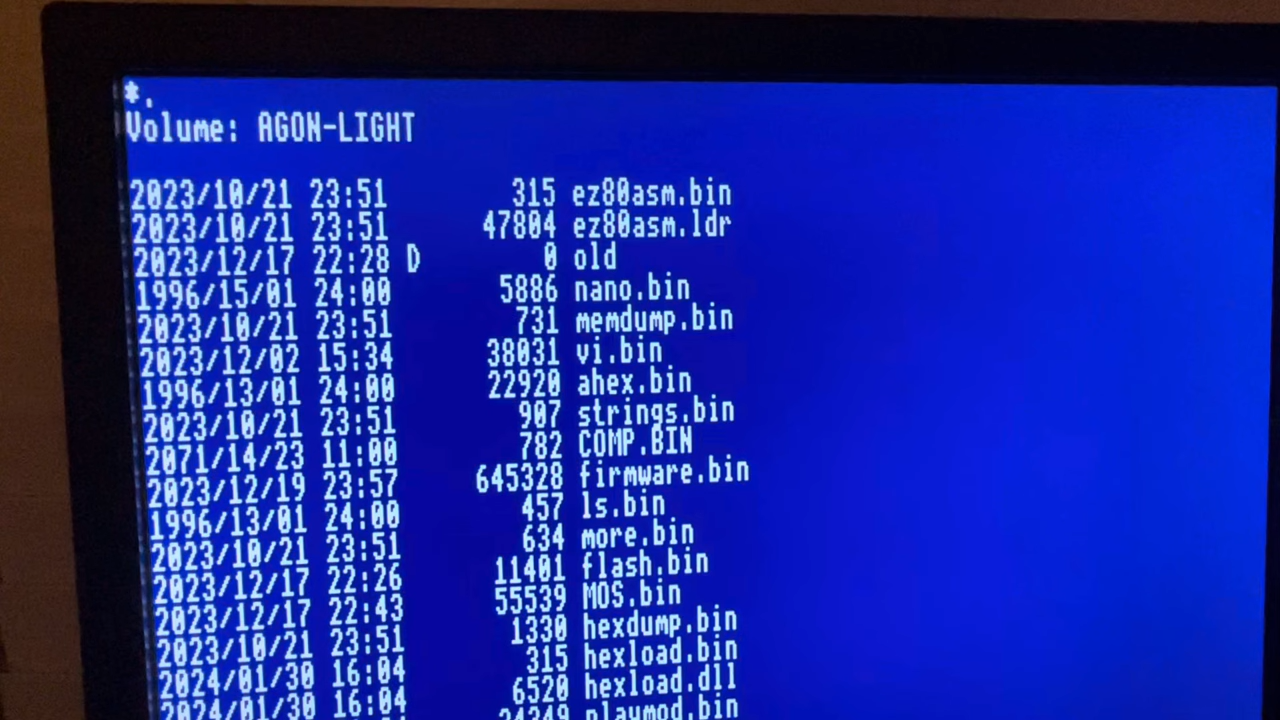 *.
Volume: AGON-LIGHT
2023/10/21 23:51 315 ez80asm.bin
2023/10/21 23:51 47804 ez80asm.ldr
2023/12/17 22:28 D 0 old
1996/15/01 24:00 5886 nano.bin
2023/10/21 23:51 731 memdump.bin
2023/12/02 15:34 38031 vi.bin
1996/13/01 24:00 22920 ahex.bin
2023/10/21 23:51 907 strings.bin
2071/14/23 11:00 782 COMP.BIN
2023/12/19 23:57 645328 firmware.bin
1996/13/01 24:00 457 ls.bin
2023/10/21 23:51 634 more.bin
2023/12/17 22:26 11401 flash.bin
2023/12/17 22:43 55539 MOS.bin
2023/10/21 23:51 1330 hexdump.bin
2024/01/30 16:04 315 hexload.bin
2024/01/30 16:04 6520 hexload.dll
playmod.bin